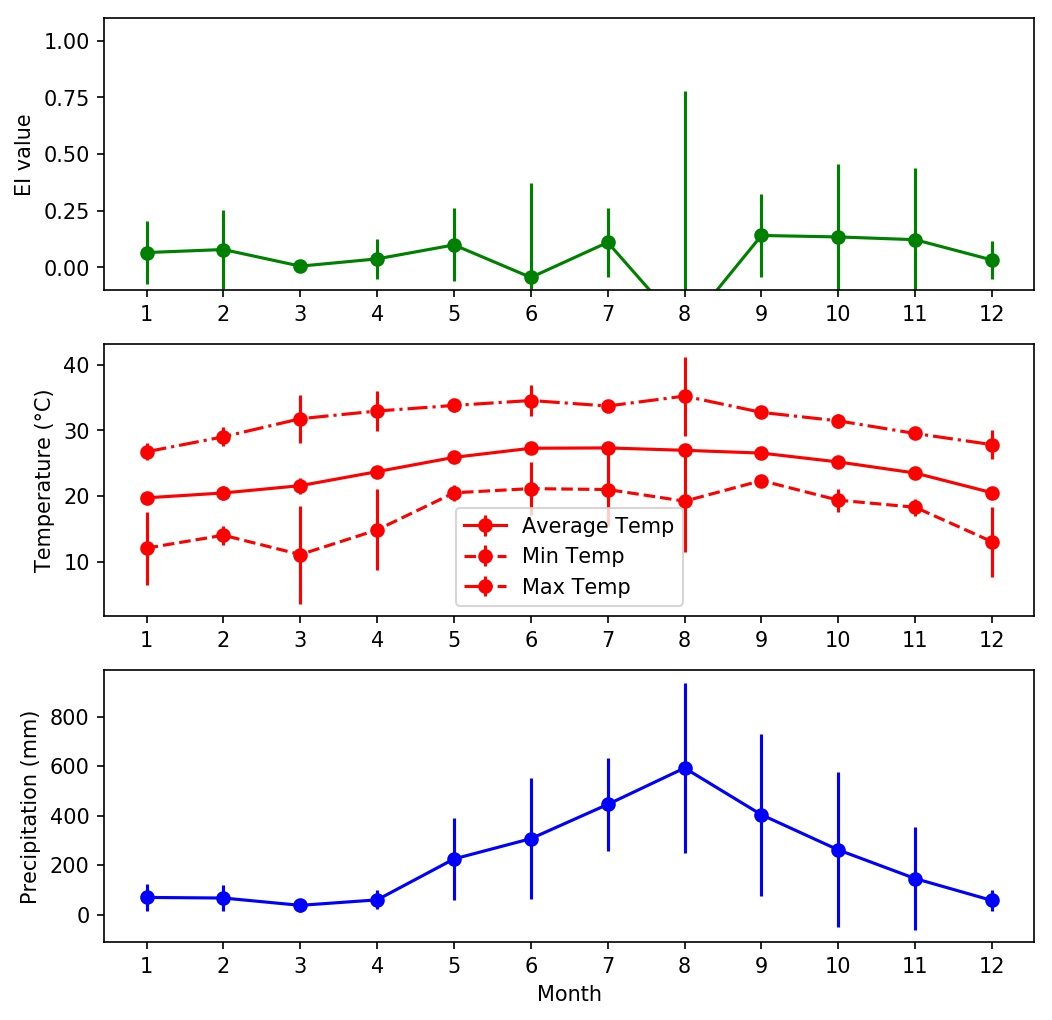 1.00
0.75
0.50
0.25
0.00
EI value
1 2 3 4 5 6 7 8 9 10 11 12
40
30
20
10
Temperature (°C)
Average Temp
Min Temp
Max Temp
1 2 3 4 5 6 7 8 9 10 11 12
800
600
400
200
0
Precipitation (mm)
1 2 3 4 5 6 7 8 9 10 11 12
Month